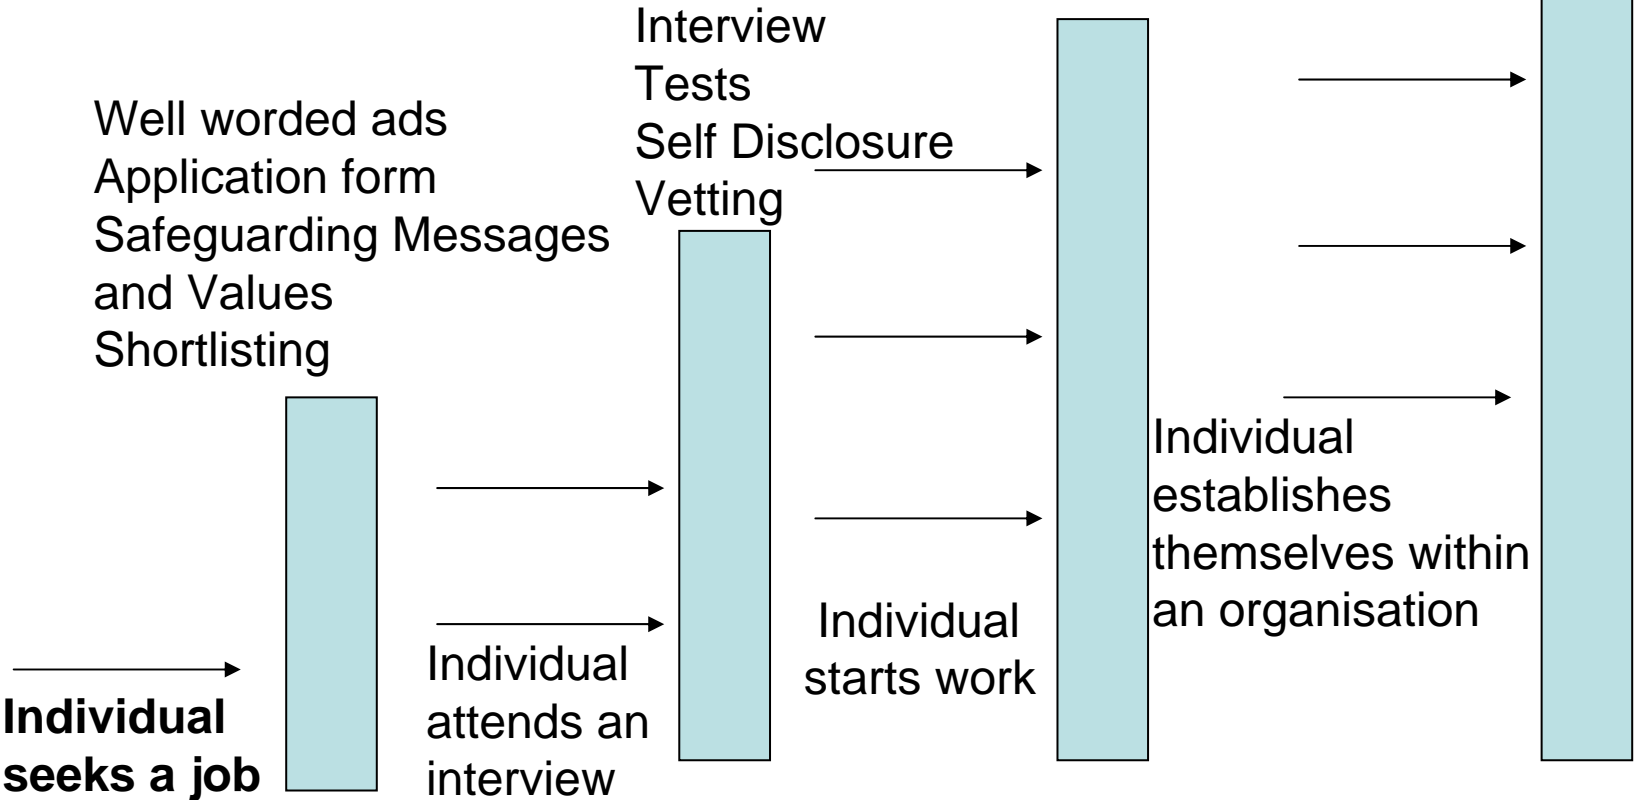 Well worded ads
Application form
Safeguarding Messages
and Values
Shortlisting
Interview
Tests
Self Disclosure
Vetting
Individual
seeks a job
Individual
attends an
interview
Individual
starts work
Individual
establishes
themselves within
an organisation